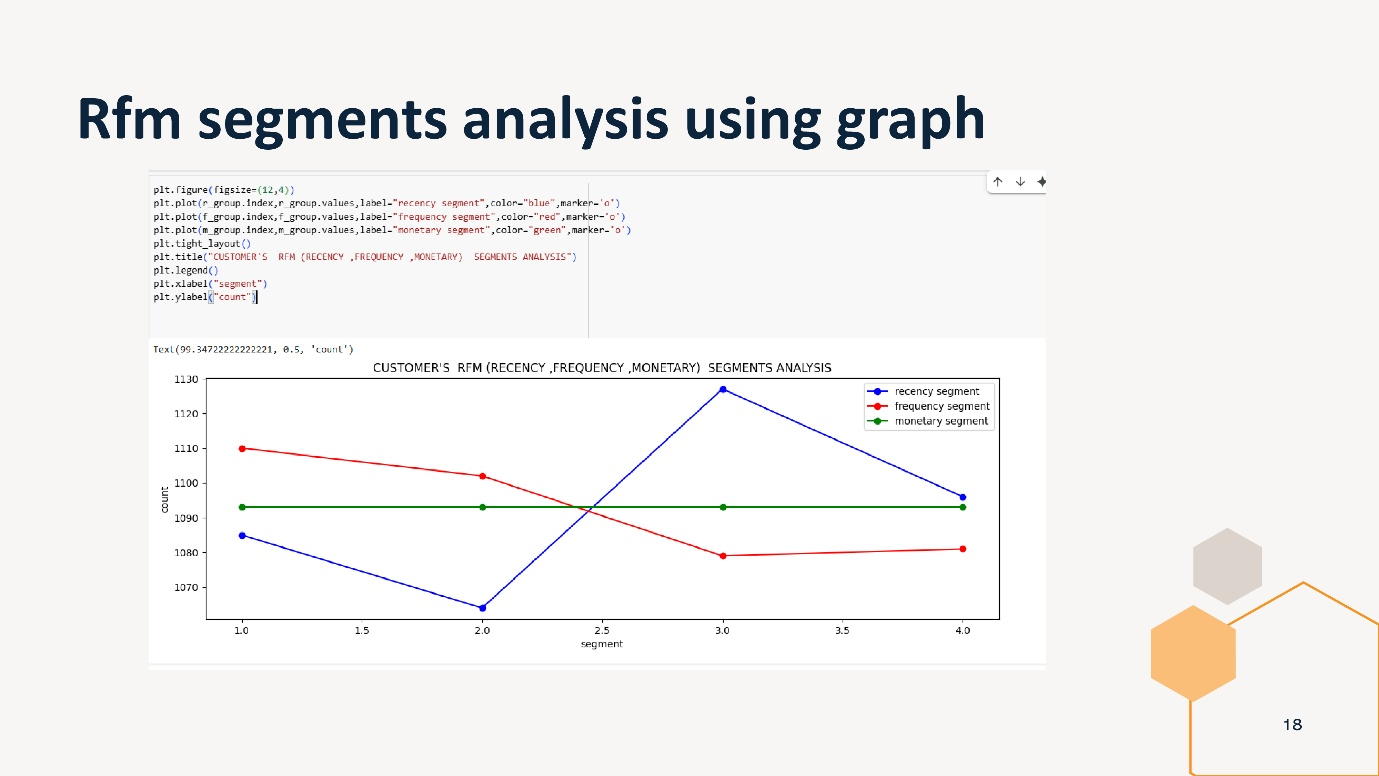 Rfm segments analysis using graph
plt.figure(figsize=(12,4))
plt.plot(r_group.index,r_group.values,label="recency segment",color="blue",marker='o')
plt.plot(f_group.index,f_group.values,label="frequency segment",color="red",marker='o')
plt.plot(m_group.index,m_group.values,label="monetary segment",color="green",marker='o')
plt.tight_layout()
plt.title("CUSTOMER'S  RFM (RECENCY ,FREQUENCY ,MONETARY)  SEGMENTS ANALYSIS")
plt.legend()
plt.xlabel("segment")
plt.ylabel("count")
Text(99.34722222222221, 0.5, 'count')
CUSTOMER'S  RFM (RECENCY ,FREQUENCY ,MONETARY)  SEGMENTS ANALYSIS
1130
1120
1110
1100
1090
1080
1070
count
recency segment
frequency segment
monetary segment
1.0 1.5 2.0 2.5 3.0 3.5 4.0
segment
18